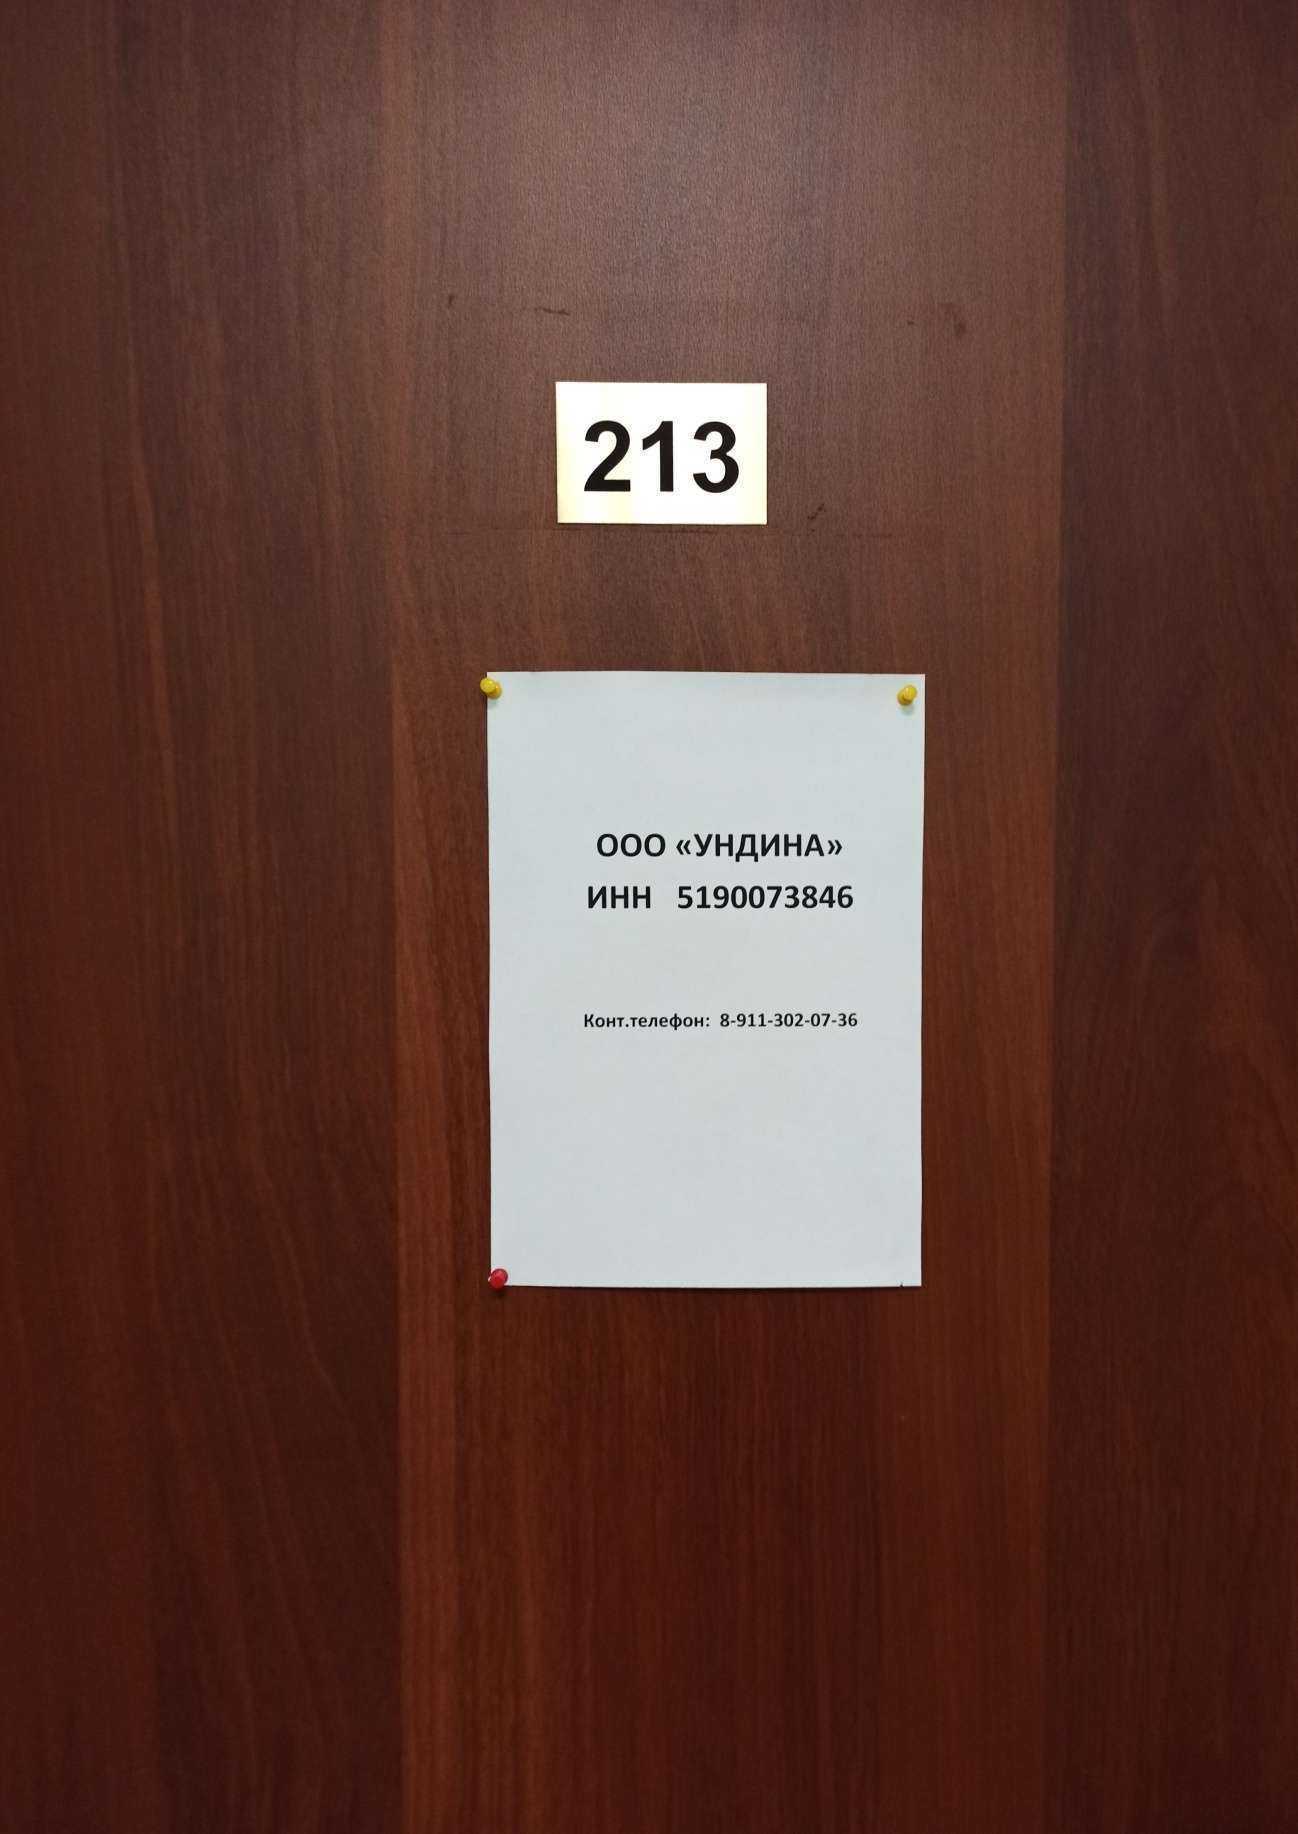 213
ООО «УНДИНА»
ИНН 5190073846
Конт.телефон: 8-911-302-07-36